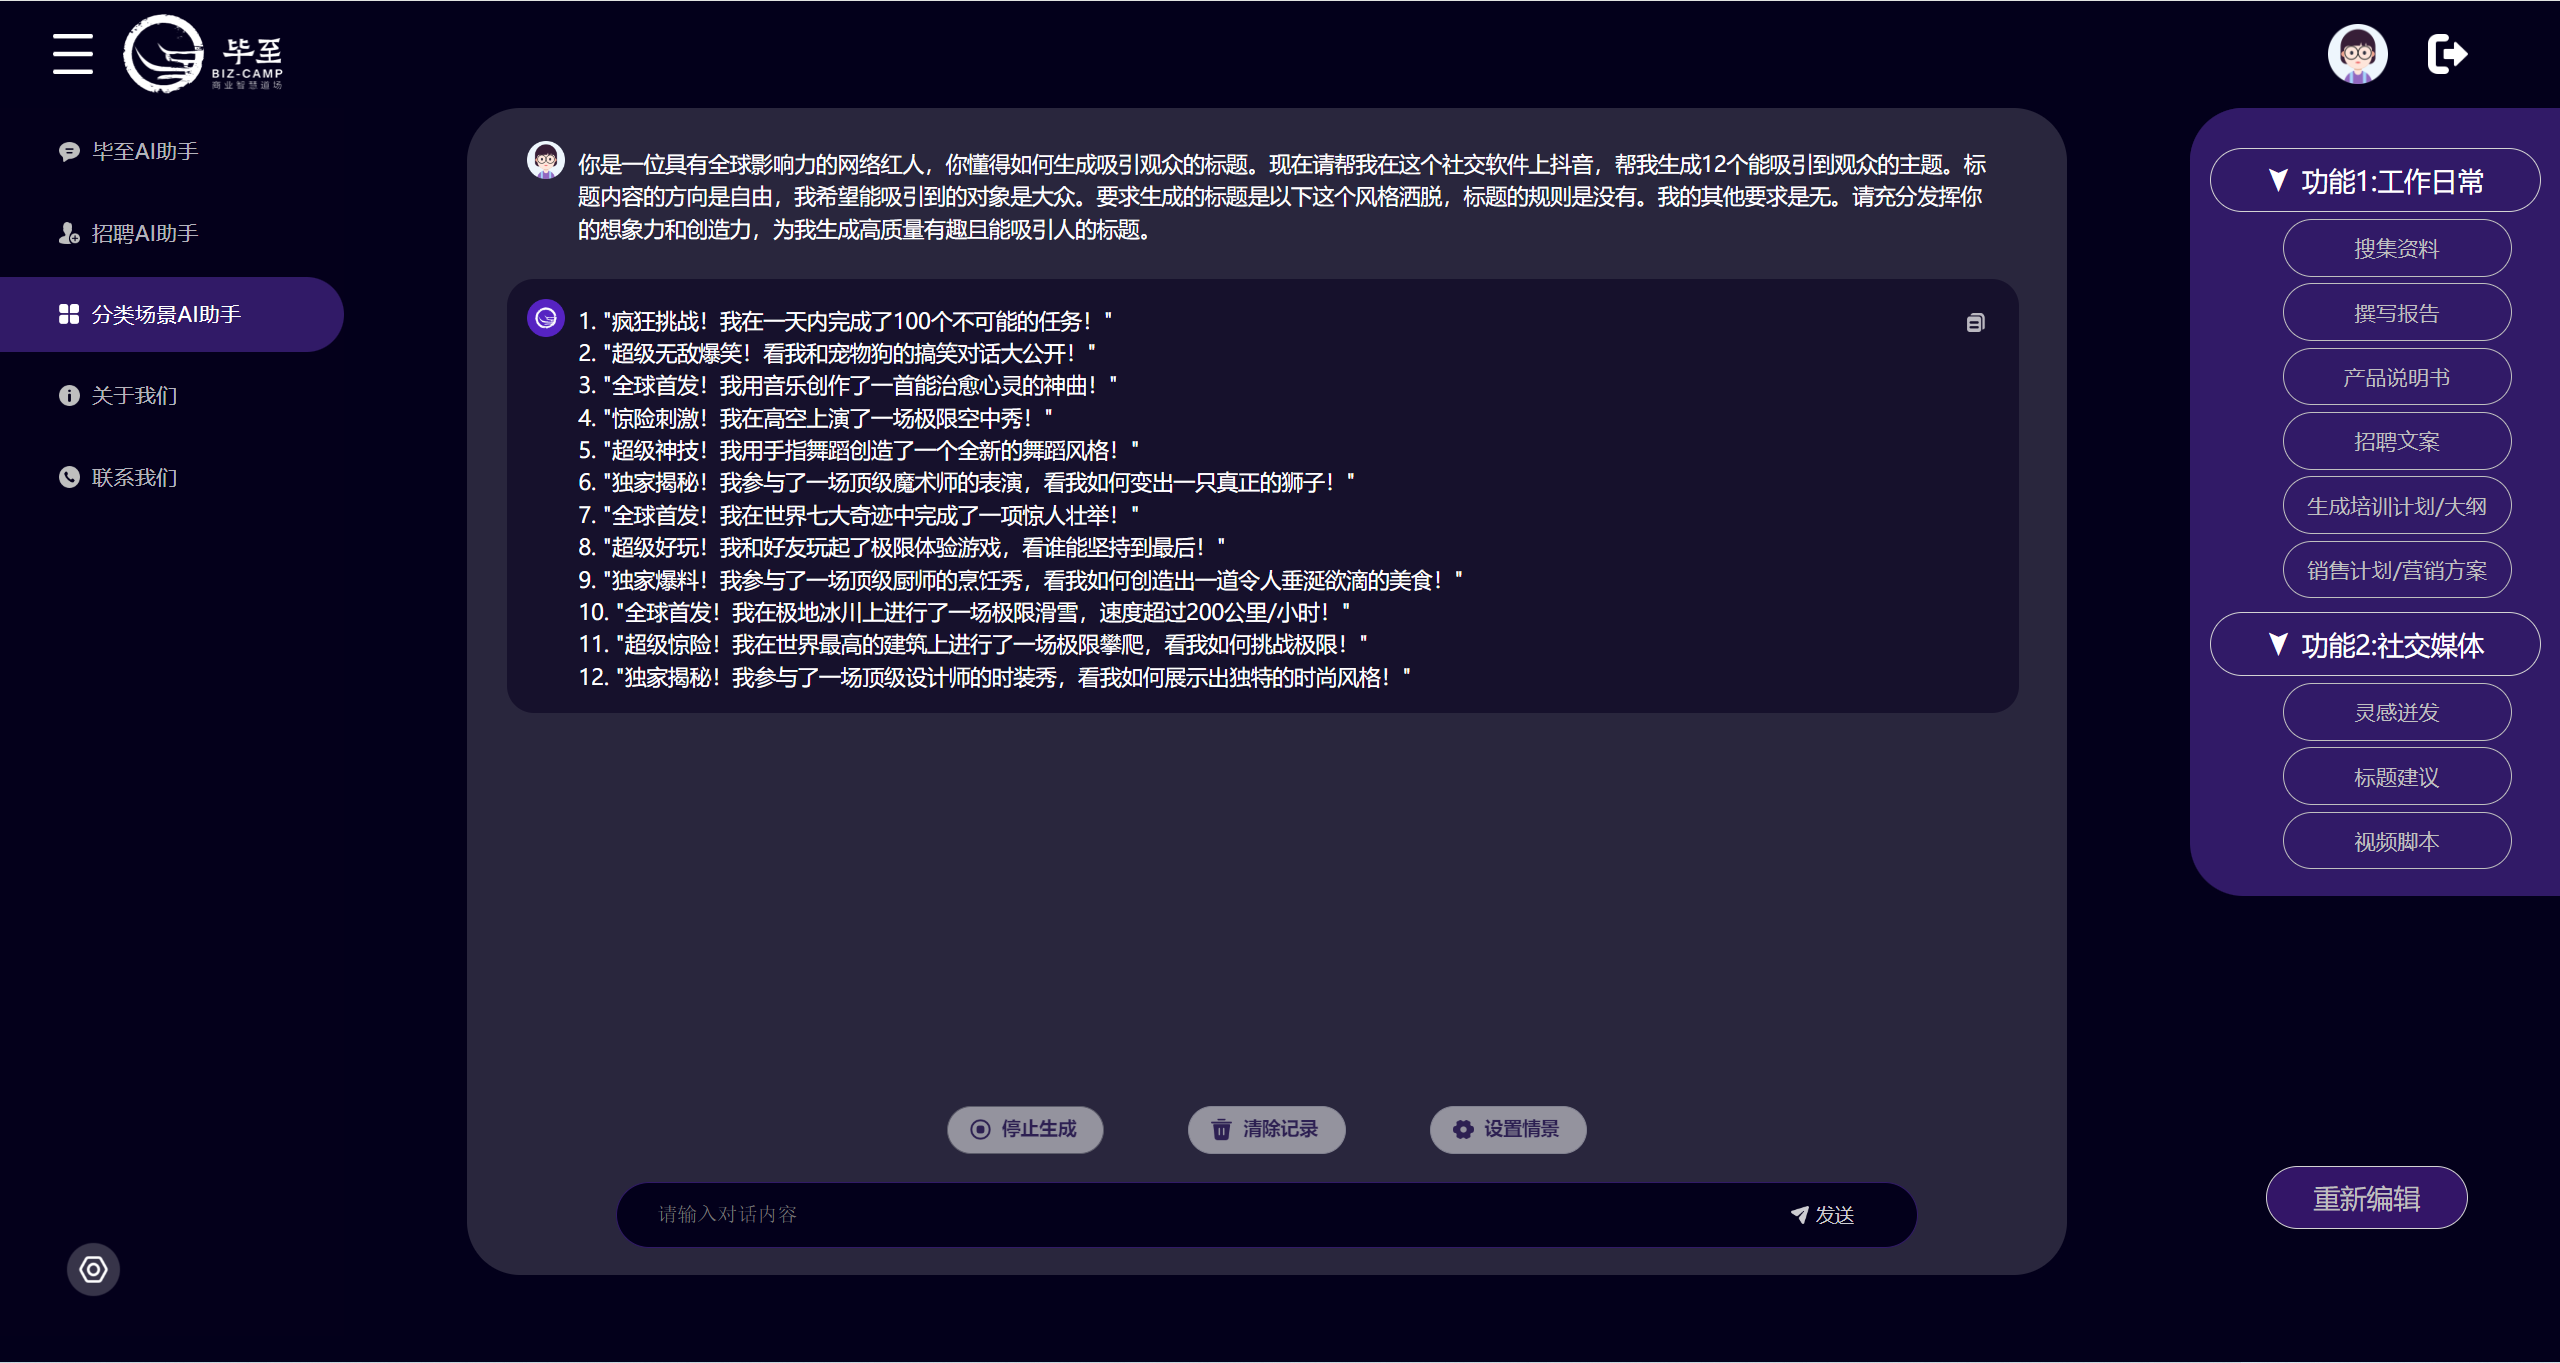 毕至
BIZ-CAMP
商业智慧道场
毕至AI助手
招聘AI助手
分类场景AI助手
关于我们
联系我们
你是一位具有全球影响力的网络红人，你懂得如何生成吸引观众的标题。现在请帮我在这个社交软件上抖音，帮我生成12个能吸引到观众的主题。标
题内容的方向是自由，我希望能吸引到的对象是大众。要求生成的标题是以下这个风格洒脱，标题的规则是没有。我的其他要求是无。请充分发挥你
的想象力和创造力，为我生成高质量有趣且能吸引人的标题。
1. "疯狂挑战！我在一天内完成了100个不可能的任务！"
2. "超级无敌爆笑！看我和宠物狗的搞笑对话大公开！"
3. "全球首发！我用音乐创作了一首能治愈心灵的神曲！"
4. "惊险刺激！我在高空上演了一场极限空中秀！"
5. "超级神技！我用手指舞蹈创造了一个全新的舞蹈风格！"
6. "独家揭秘！我参与了一场顶级魔术师的表演，看我如何变出一只真正的狮子！"
7. "全球首发！我在世界七大奇迹中完成了一项惊人壮举！"
8. "超级好玩！我和好友玩起了极限体验游戏，看谁能坚持到最后！"
9. "独家爆料！我参与了一场顶级厨师的烹饪秀，看我如何创造出一道令人垂涎欲滴的美食！"
10. "全球首发！我在极地冰川上进行了一场极限滑雪，速度超过200公里/小时！"
11. "超级惊险！我在世界最高的建筑上进行了一场极限攀爬，看我如何挑战极限！"
12. "独家揭秘！我参与了一场顶级设计师的时装秀，看我如何展示出独特的时尚风格！"
停止生成
清除记录
设置情景
请输入对话内容
发送
功能1:工作日常
搜集资料
撰写报告
产品说明书
招聘文案
生成培训计划/大纲
销售计划/营销方案
功能2:社交媒体
灵感迸发
标题建议
视频脚本
重新编辑